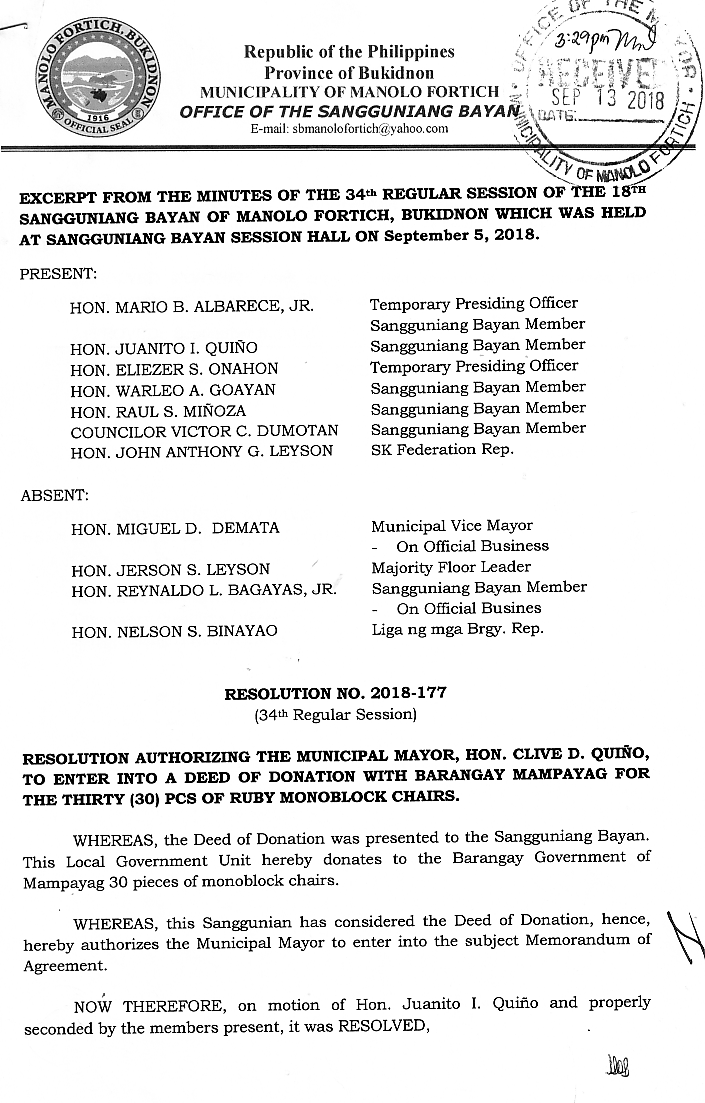 MANOLO FORTICH, BUKIDNON
1916
OFFICIAL SEAL
Republic of the Philippines
Province of Bukidnon
MUNICIPALITY OF MANOLO FORTICH
OFFICE OF THE SANGGUNIANG BAYAN
E-mail: sbmanolofortich@yahoo.com
OFFICE OF THE
3:29pm
RECEIVED
SEP 13 2018
DATE:
MUNICIPALITY OF MANOLO FORTICH
EXCERPT FROM THE MINUTES OF THE 34th REGULAR SESSION OF THE 18TH
SANGGUNIANG BAYAN OF MANOLO FORTICH, BUKIDNON WHICH WAS HELD
AT SANGGUNIANG BAYAN SESSION HALL ON September 5, 2018.
PRESENT:
HON. MARIO B. ALBARECE, JR. Temporary Presiding Officer
Sangguniang Bayan Member
HON. JUANITO I. QUIÑO Sangguniang Bayan Member
HON. ELIEZER S. ONAHON Temporary Presiding Officer
HON. WARLEO A. GOAYAN Sangguniang Bayan Member
HON. RAUL S. MIÑOZA Sangguniang Bayan Member
COUNCILOR VICTOR C. DUMOTAN Sangguniang Bayan Member
HON. JOHN ANTHONY G. LEYSON SK Federation Rep.
ABSENT:
HON. MIGUEL D. DEMATA Municipal Vice Mayor
- On Official Business
HON. JERSON S. LEYSON Majority Floor Leader
HON. REYNALDO L. BAGAYAS, JR. Sangguniang Bayan Member
- On Official Busines
HON. NELSON S. BINAYAO Liga ng mga Brgy. Rep.
RESOLUTION NO. 2018-177
(34th Regular Session)
RESOLUTION AUTHORIZING THE MUNICIPAL MAYOR, HON. CLIVE D. QUIÑO,
TO ENTER INTO A DEED OF DONATION WITH BARANGAY MAMPAYAG FOR
THE THIRTY (30) PCS OF RUBY MONOBLOCK CHAIRS.
WHEREAS, the Deed of Donation was presented to the Sangguniang Bayan.
This Local Government Unit hereby donates to the Barangay Government of
Mampayag 30 pieces of monoblock chairs.
WHEREAS, this Sanggunian has considered the Deed of Donation, hence,
hereby authorizes the Municipal Mayor to enter into the subject Memorandum of
Agreement.
NOW THEREFORE, on motion of Hon. Juanito I. Quiño and properly
seconded by the members present, it was RESOLVED,